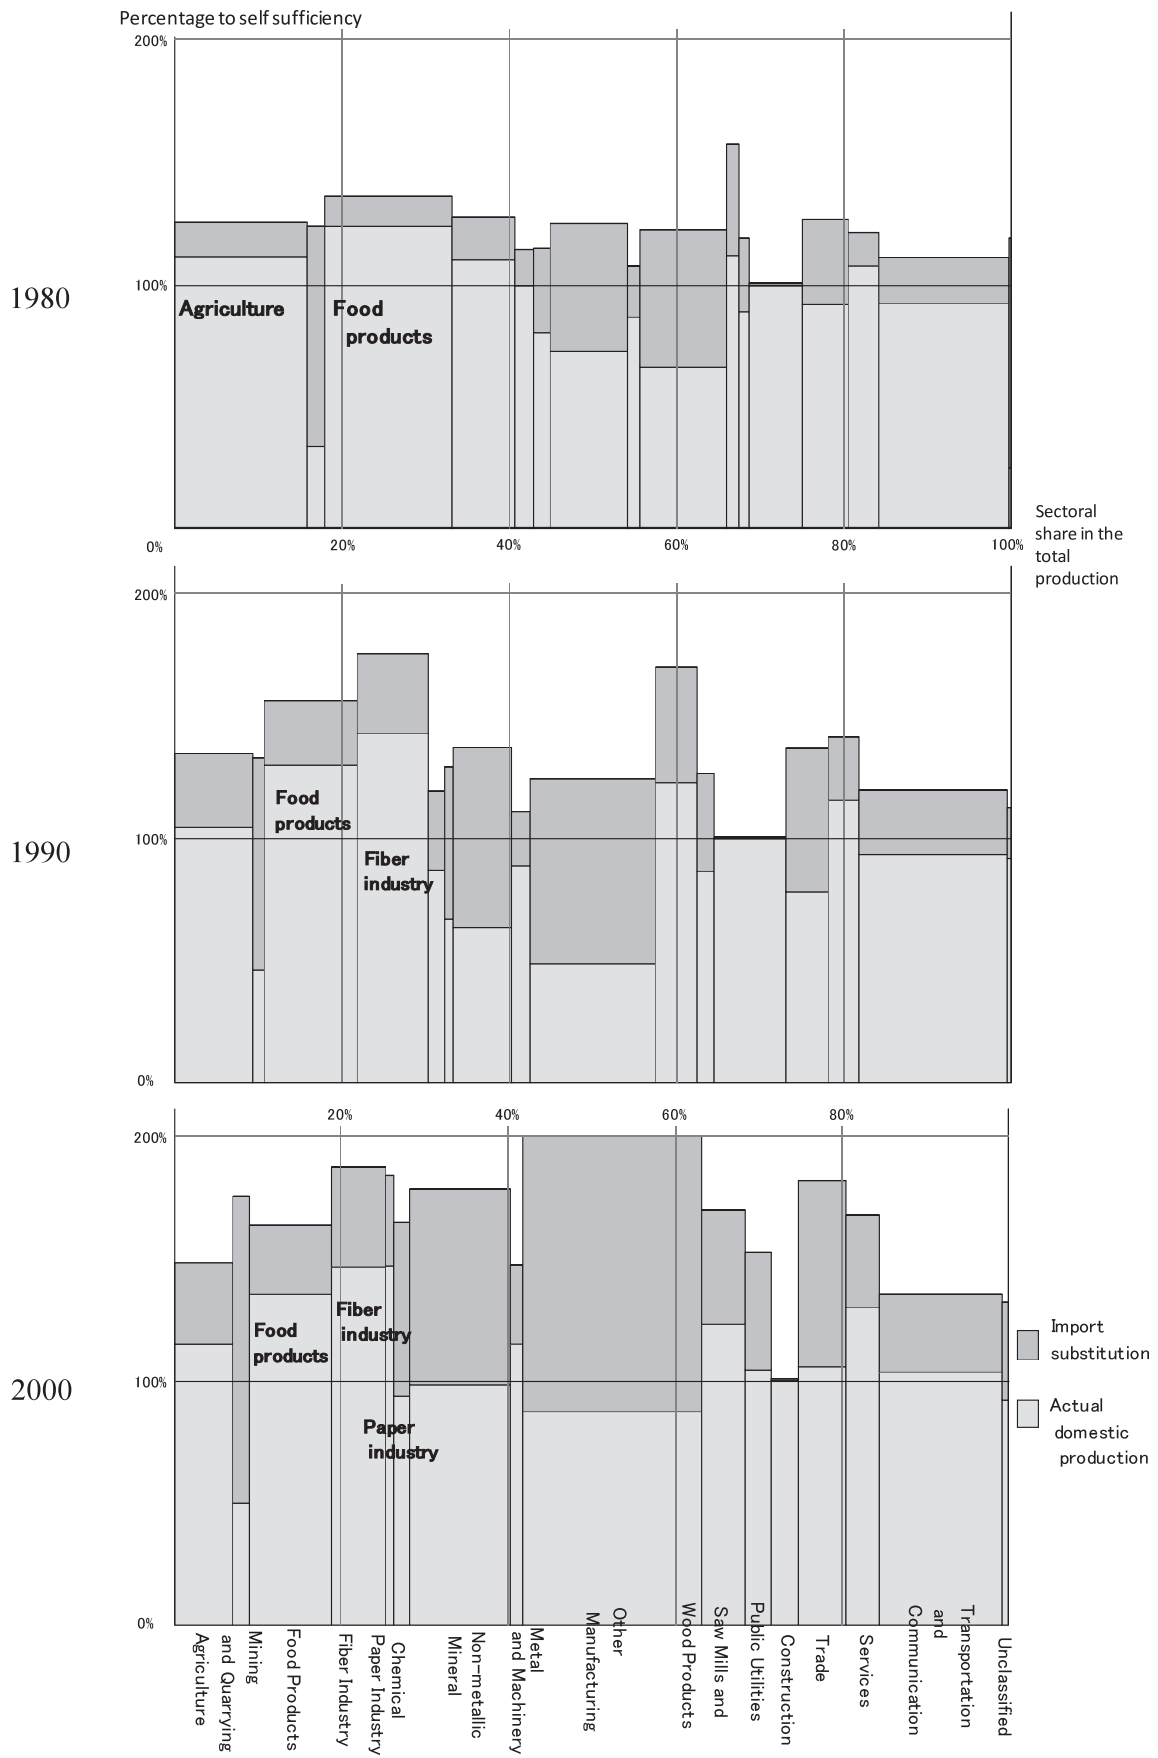 Percentage to self sufficiency
200%
100%
1980
Agriculture
Food
products
0%
20%
40%
60%
80%
100%
Sectoral
share in the
total
production
200%
100%
1990
Food
products
Fiber
industry
0%
20%
40%
60%
80%
200%
100%
2000
Food
products
Fiber
industry
Paper
industry
Import
substitution
Actual
domestic
production
0%
Agriculture
Mining
and Quarrying
Food Products
Fiber Industry
Paper Industry
Chemical
Non-metallic
Mineral
Metal
and Machinery
Other
Manufacturing
Saw Mills and
Wood Products
Public Utilities
Construction
Trade
Services
Transportation
and
Communication
Unclassified